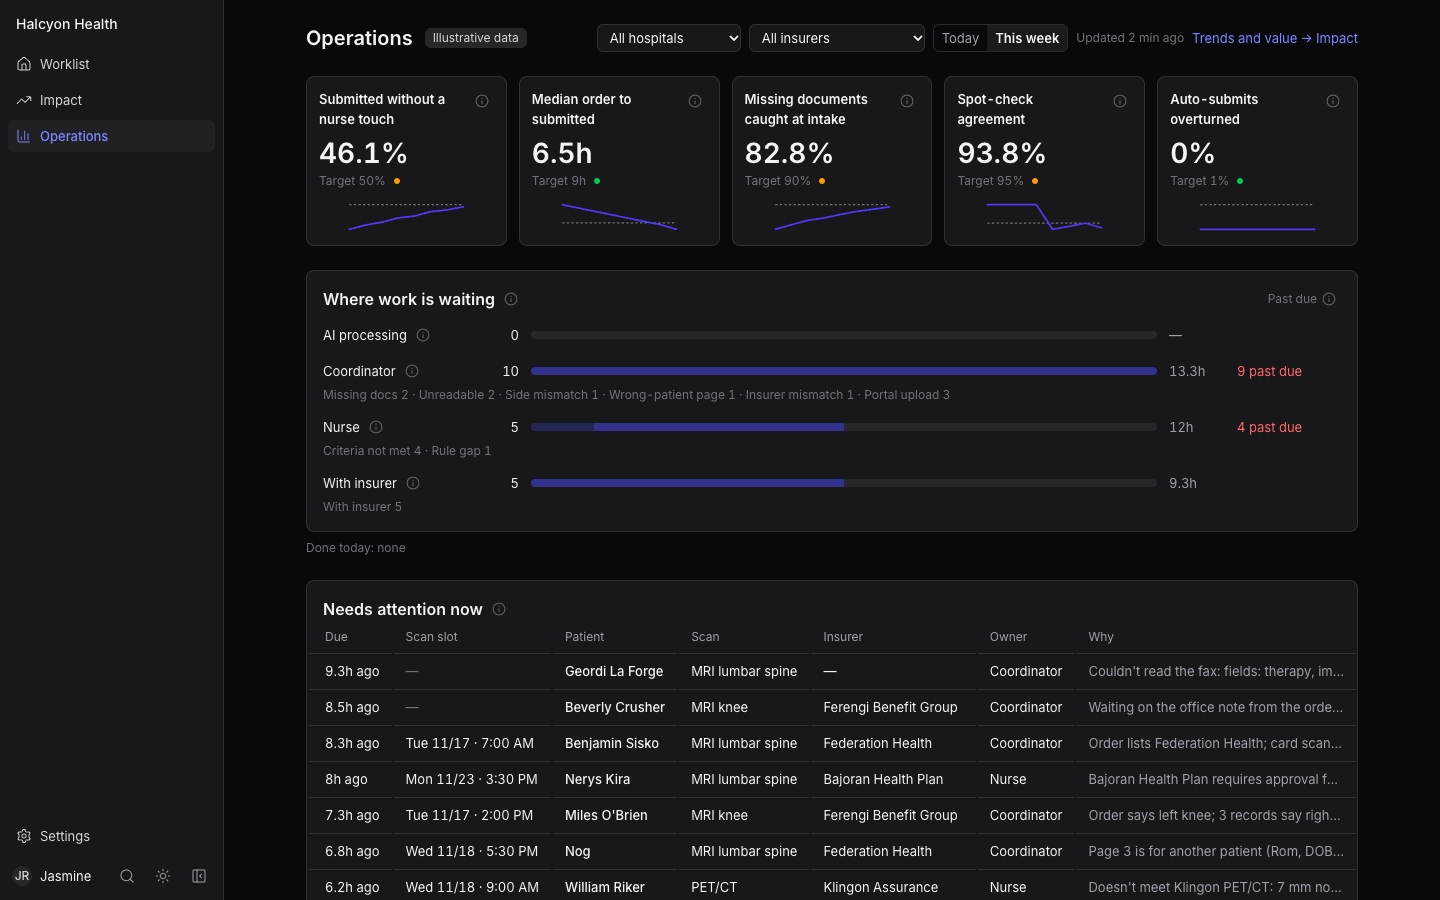 Halcyon Health
Worklist
Impact
Operations
Settings
JR Jasmine
Operations Illustrative data All hospitals All insurers Today This week Updated 2 min ago Trends and value → Impact
Submitted without a
nurse touch
46.1%
Target 50%
Median order to
submitted
6.5h
Target 9h
Missing documents
caught at intake
82.8%
Target 90%
Spot-check
agreement
93.8%
Target 95%
Auto-submits
overturned
0%
Target 1%
Where work is waiting Past due
AI processing 0 —
Coordinator 10 13.3h 9 past due
Missing docs 2 · Unreadable 2 · Side mismatch 1 · Wrong-patient page 1 · Insurer mismatch 1 · Portal upload 3
Nurse 5 12h 4 past due
Criteria not met 4 · Rule gap 1
With insurer 5 9.3h
With insurer 5
Done today: none
Needs attention now
Due Scan slot Patient Scan Insurer Owner Why
9.3h ago — Geordi La Forge MRI lumbar spine — Coordinator Couldn't read the fax: fields: therapy, im...
8.5h ago — Beverly Crusher MRI knee Ferengi Benefit Group Coordinator Waiting on the office note from the orde...
8.3h ago Tue 11/17 · 7:00 AM Benjamin Sisko MRI lumbar spine Federation Health Coordinator Order lists Federation Health; card scan...
8h ago Mon 11/23 · 3:30 PM Nerys Kira MRI lumbar spine Bajoran Health Plan Nurse Bajoran Health Plan requires approval f...
7.3h ago Tue 11/17 · 2:00 PM Miles O'Brien MRI knee Ferengi Benefit Group Coordinator Order says left knee; 3 records say righ...
6.8h ago Wed 11/18 · 5:30 PM Nog MRI lumbar spine Federation Health Coordinator Page 3 is for another patient (Rom, DOB...
6.2h ago Wed 11/18 · 9:00 AM William Riker PET/CT Klingon Assurance Nurse Doesn't meet Klingon PET/CT: 7 mm no...